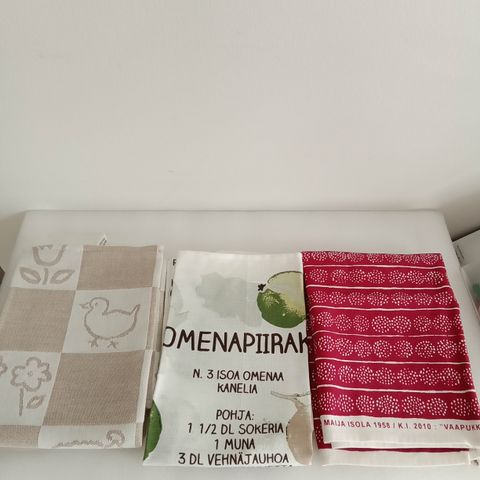 OMENAPIIRAK
N. 3 ISOA OMENAA
KANELIA
POHJA:
1 1/2 DL SOKERIA
1 MUNA
3 DL VEHNÄJAUHOA
MAIJA ISOLA 1958 / K.I. 2010 : "VAAPUKK